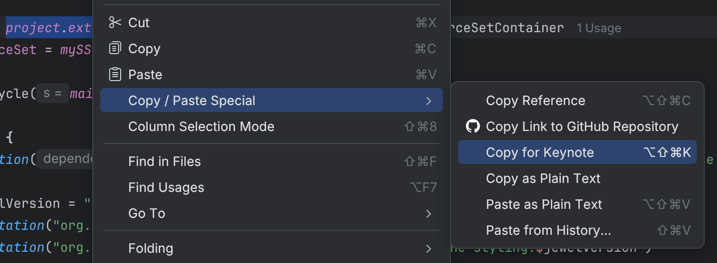 project.ext rceSetContainer 1 Usage
ceSet = mySS
ycle( s = mai
{
tion( depende
lVersion = "
tation("org.
tation("org. $jewelVersion")
Cut ⌘X
Copy ⌘C
Paste ⌘V
Copy / Paste Special
Column Selection Mode ⇧⌘8
Find in Files ⇧⌘F
Find Usages ⌥F7
Go To
Folding
Copy Reference ⌥⇧⌘C
Copy Link to GitHub Repository
Copy for Keynote ⌥⇧⌘K
Copy as Plain Text
Paste as Plain Text ⌥⇧⌘V
Paste from History... ⇧⌘V